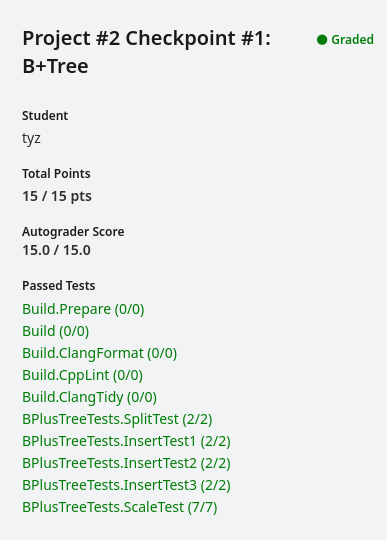 Project #2 Checkpoint #1:
B+Tree
Graded
Student
tyz
Total Points
15 / 15 pts
Autograder Score
15.0 / 15.0
Passed Tests
Build.Prepare (0/0)
Build (0/0)
Build.ClangFormat (0/0)
Build.CppLint (0/0)
Build.ClangTidy (0/0)
BPlusTreeTests.SplitTest (2/2)
BPlusTreeTests.InsertTest1 (2/2)
BPlusTreeTests.InsertTest2 (2/2)
BPlusTreeTests.InsertTest3 (2/2)
BPlusTreeTests.ScaleTest (7/7)